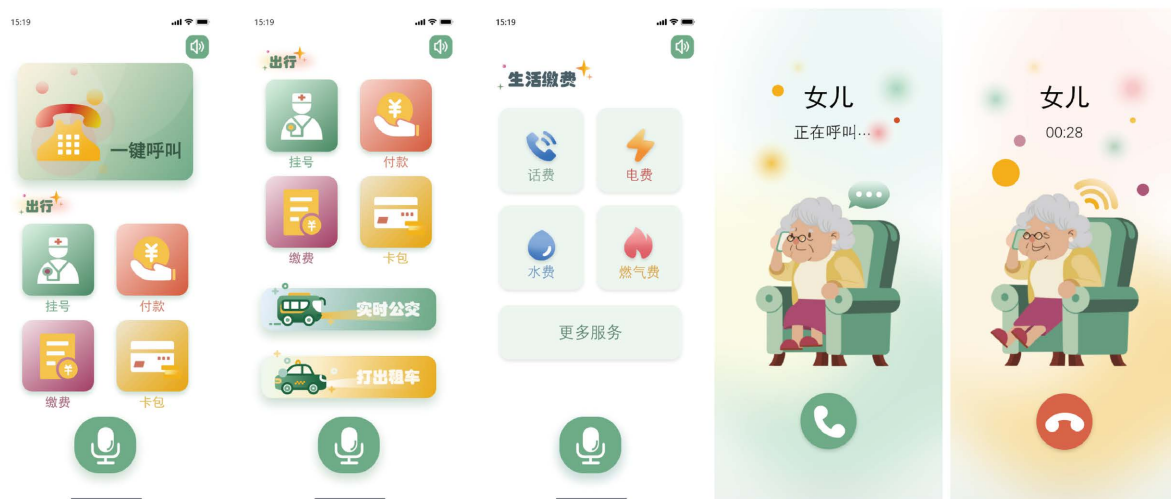 15:19
一键呼叫
出行
挂号
付款
缴费
卡包
15:19
出行
挂号
付款
缴费
卡包
实时公交
打出租车
15:19
生活缴费
话费
电费
水费
燃气费
更多服务
女儿
正在呼叫...
女儿
00:28